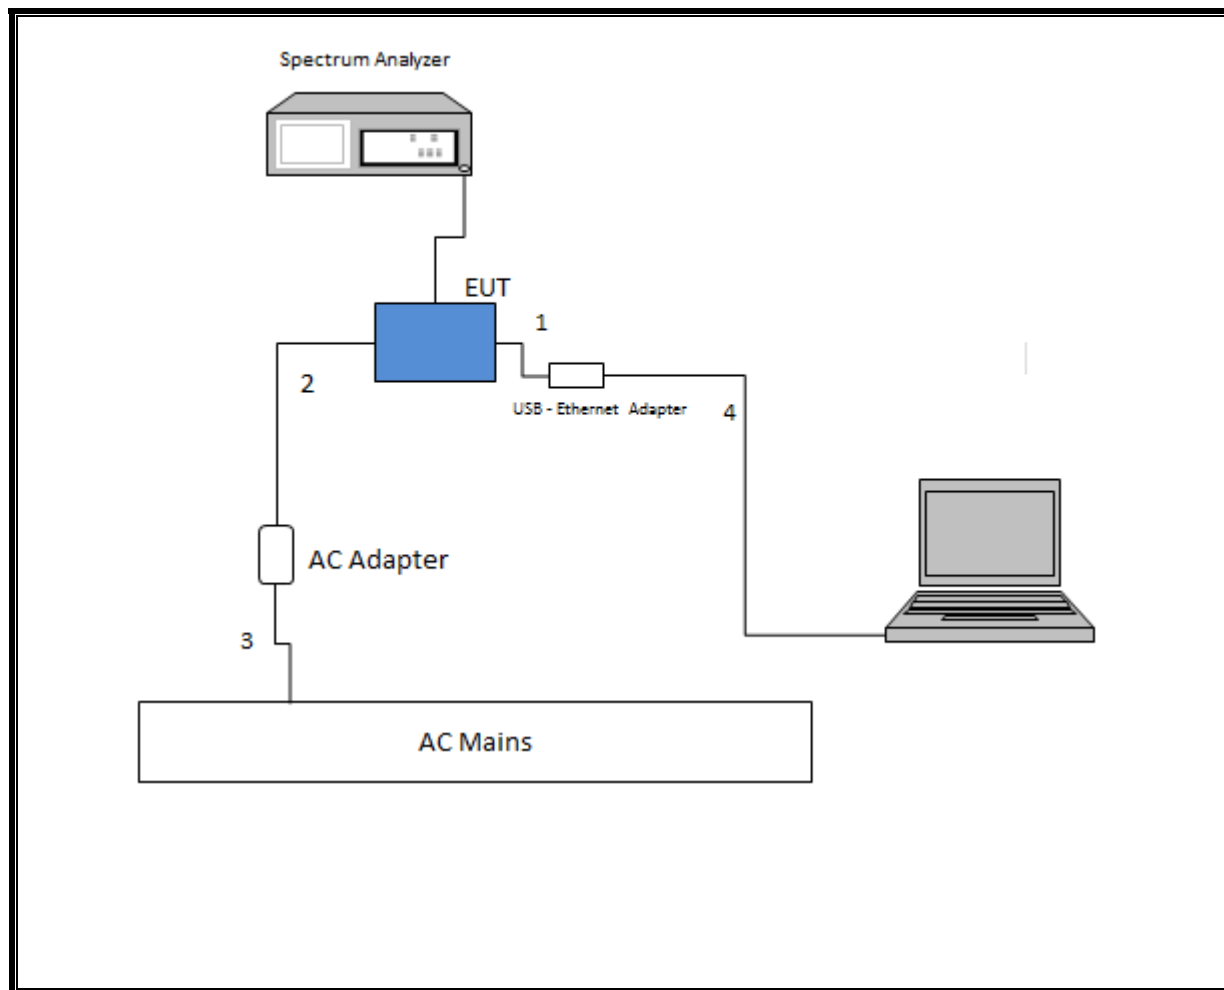 Spectrum Analyzer
EUT
1
2
USB - Ethernet Adapter
4
AC Adapter
3
AC Mains